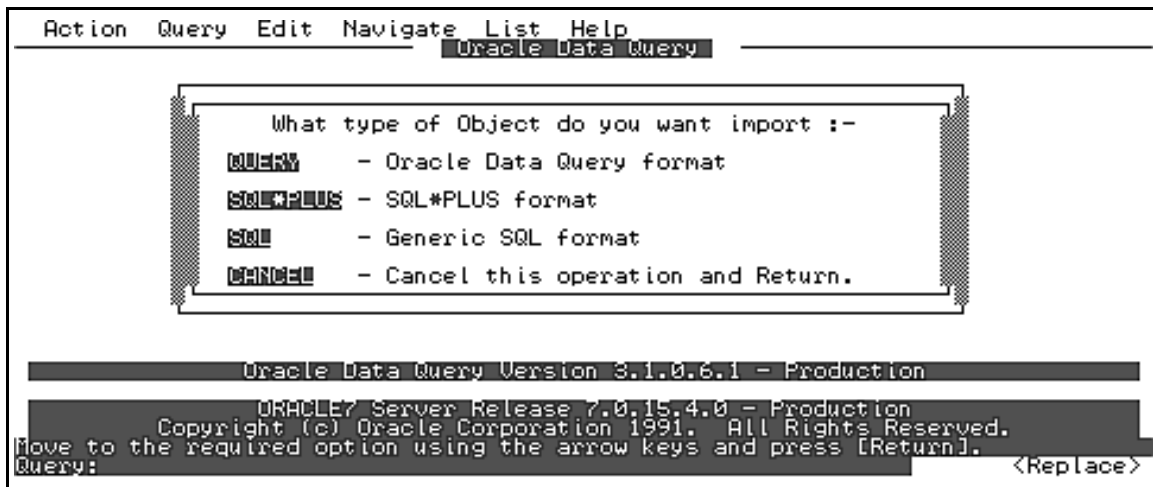 Action Query Edit Navigate List Help
Oracle Data Query
What type of Object do you want import :-
QUERY - Oracle Data Query format
SQL*PLUS - SQL*PLUS format
SQL - Generic SQL format
CANCEL - Cancel this operation and Return.
Oracle Data Query Version 3.1.0.6.1 - Production
ORACLE7 Server Release 7.0.15.4.0 - Production
Copyright (c) Oracle Corporation 1991. All Rights Reserved.
Move to the required option using the arrow keys and press [Return].
Query: <Replace>